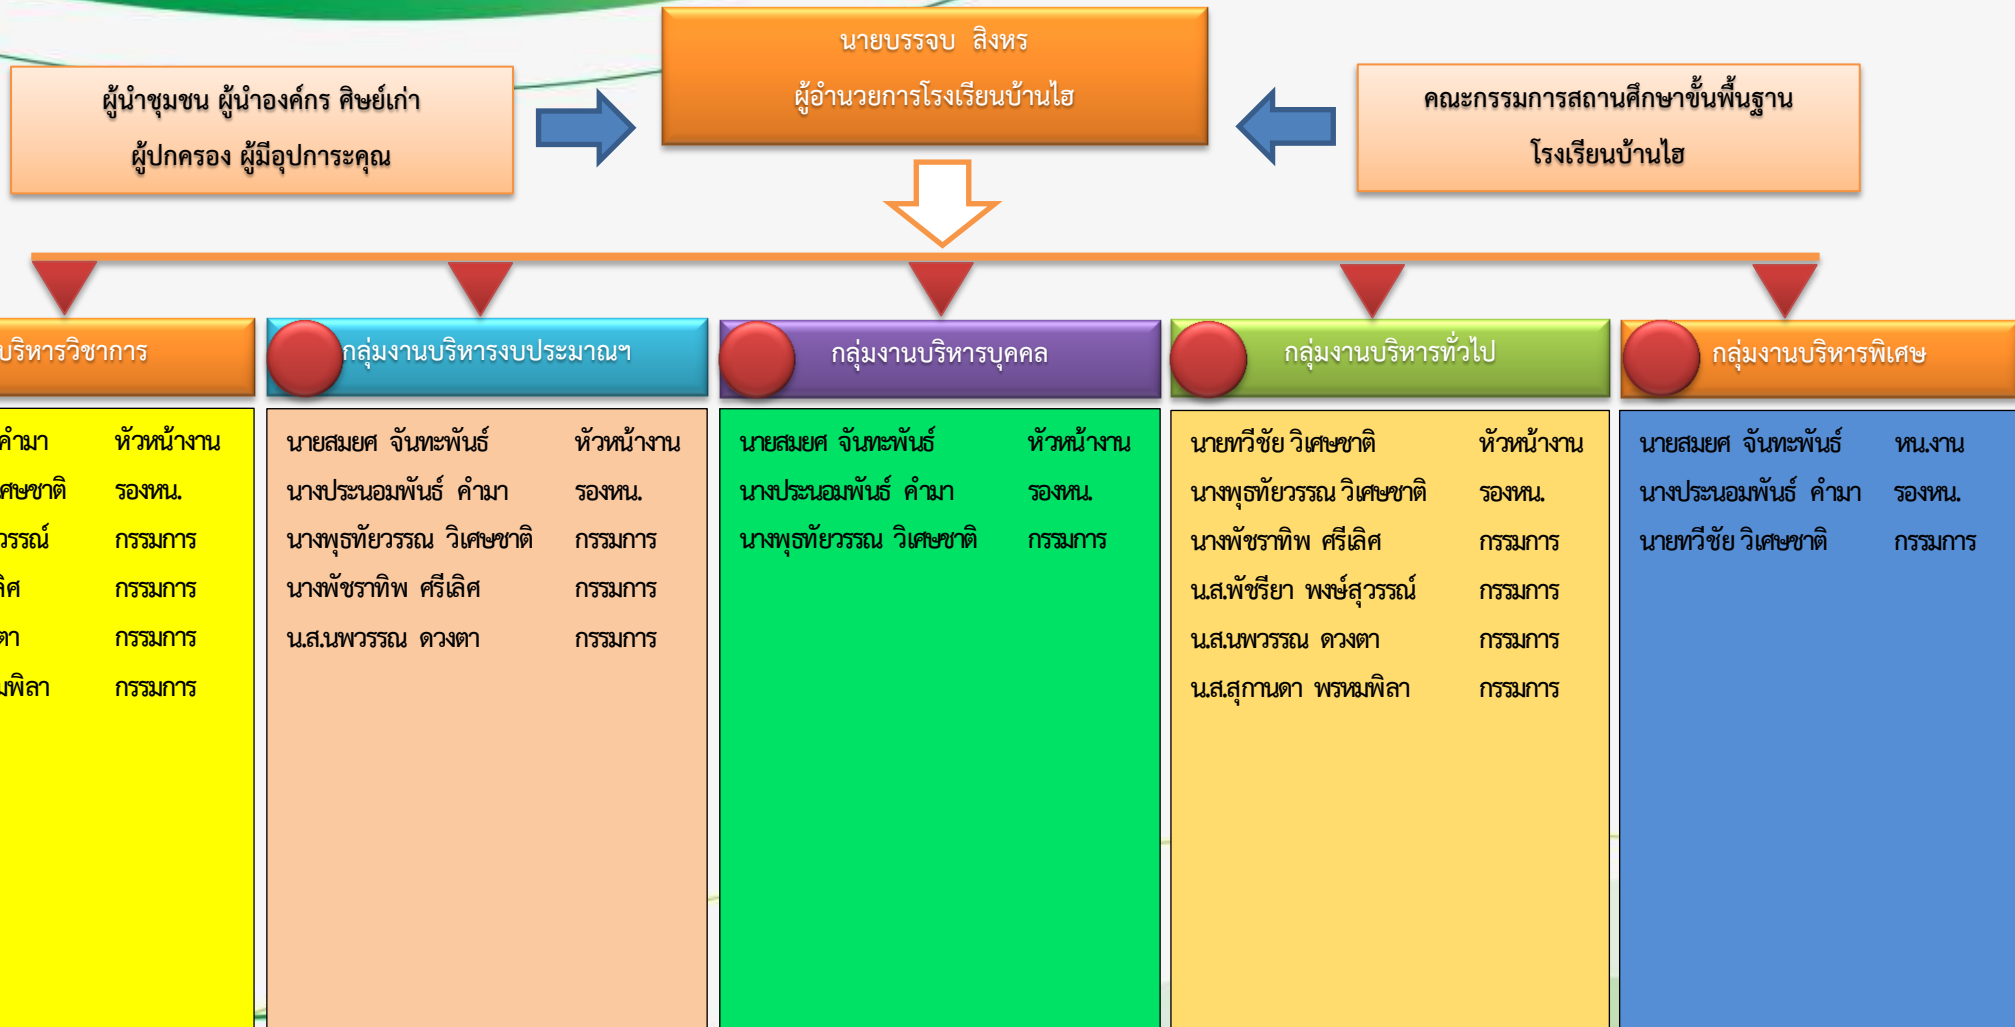 นายบรรจบ สิงหร
ผู้อำนวยการโรงเรียนบ้านไฮ
ผู้นำชุมชน ผู้นำองค์กร ศิษย์เก่า
ผู้ปกครอง ผู้มีอุปการะคุณ
คณะกรรมการสถานศึกษาขั้นพื้นฐาน
โรงเรียนบ้านไฮ
บริหารวิชาการ
คำมา หัวหน้างาน
เศษชาติ รองหน.
วรรณ์ กรรมการ
ลิศ กรรมการ
ตา กรรมการ
มพิลา กรรมการ
กลุ่มงานบริหารงบประมาณฯ
นายสมยศ จันทะพันธ์ หัวหน้างาน
นางประนอมพันธ์ คำมา รองหน.
นางพุธทัยวรรณ วิเศษชาติ กรรมการ
นางพัชราทิพ ศรีเลิศ กรรมการ
น.ส.นพวรรณ ดวงตา กรรมการ
กลุ่มงานบริหารบุคคล
นายสมยศ จันทะพันธ์ หัวหน้างาน
นางประนอมพันธ์ คำมา รองหน.
นางพุธทัยวรรณ วิเศษชาติ กรรมการ
กลุ่มงานบริหารทั่วไป
นายทวีชัย วิเศษชาติ หัวหน้างาน
นางพุธทัยวรรณ วิเศษชาติ รองหน.
นางพัชราทิพ ศรีเลิศ กรรมการ
น.ส.พัชรียา พงษ์สุวรรณ์ กรรมการ
น.ส.นพวรรณ ดวงตา กรรมการ
น.ส.สุกานดา พรหมพิลา กรรมการ
กลุ่มงานบริหารพิเศษ
นายสมยศ จันทะพันธ์ หน.งาน
นางประนอมพันธ์ คำมา รองหน.
นายทวีชัย วิเศษชาติ กรรมการ